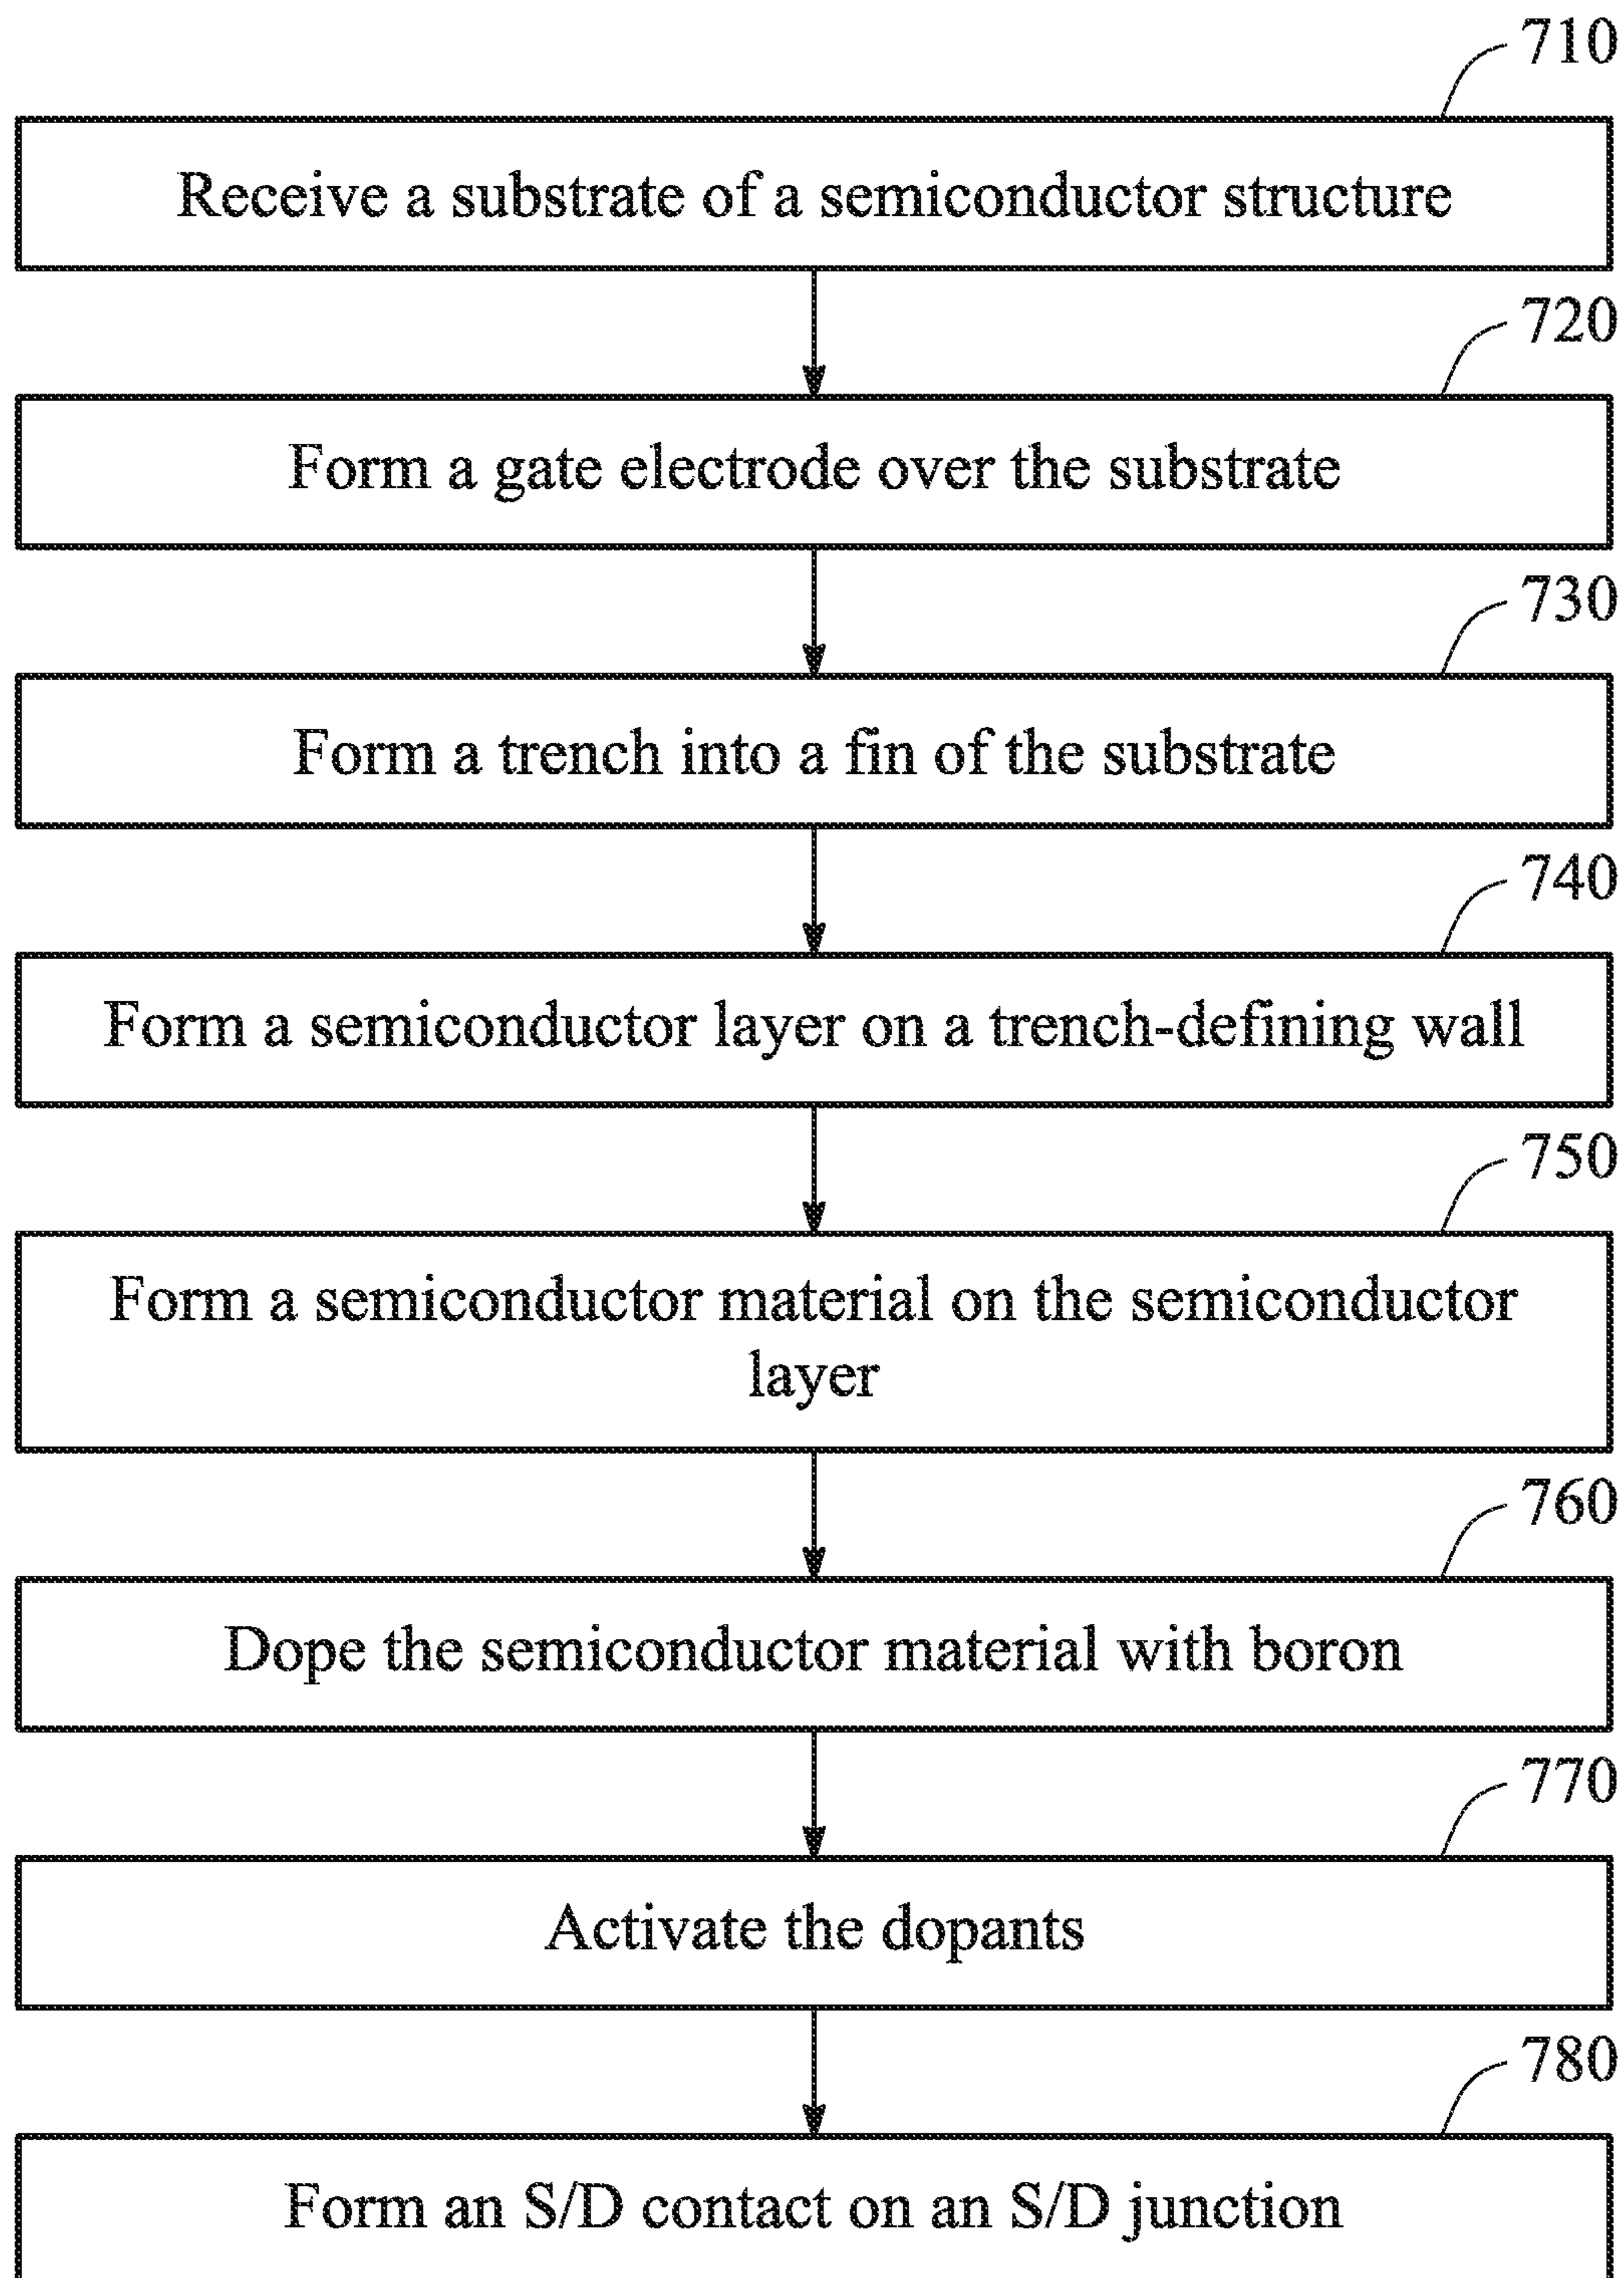 710
Receive a substrate of a semiconductor structure
720
Form a gate electrode over the substrate
730
Form a trench into a fin of the substrate
740
Form a semiconductor layer on a trench-defining wall
750
Form a semiconductor material on the semiconductor
layer
760
Dope the semiconductor material with boron
770
Activate the dopants
780
Form an S/D contact on an S/D junction